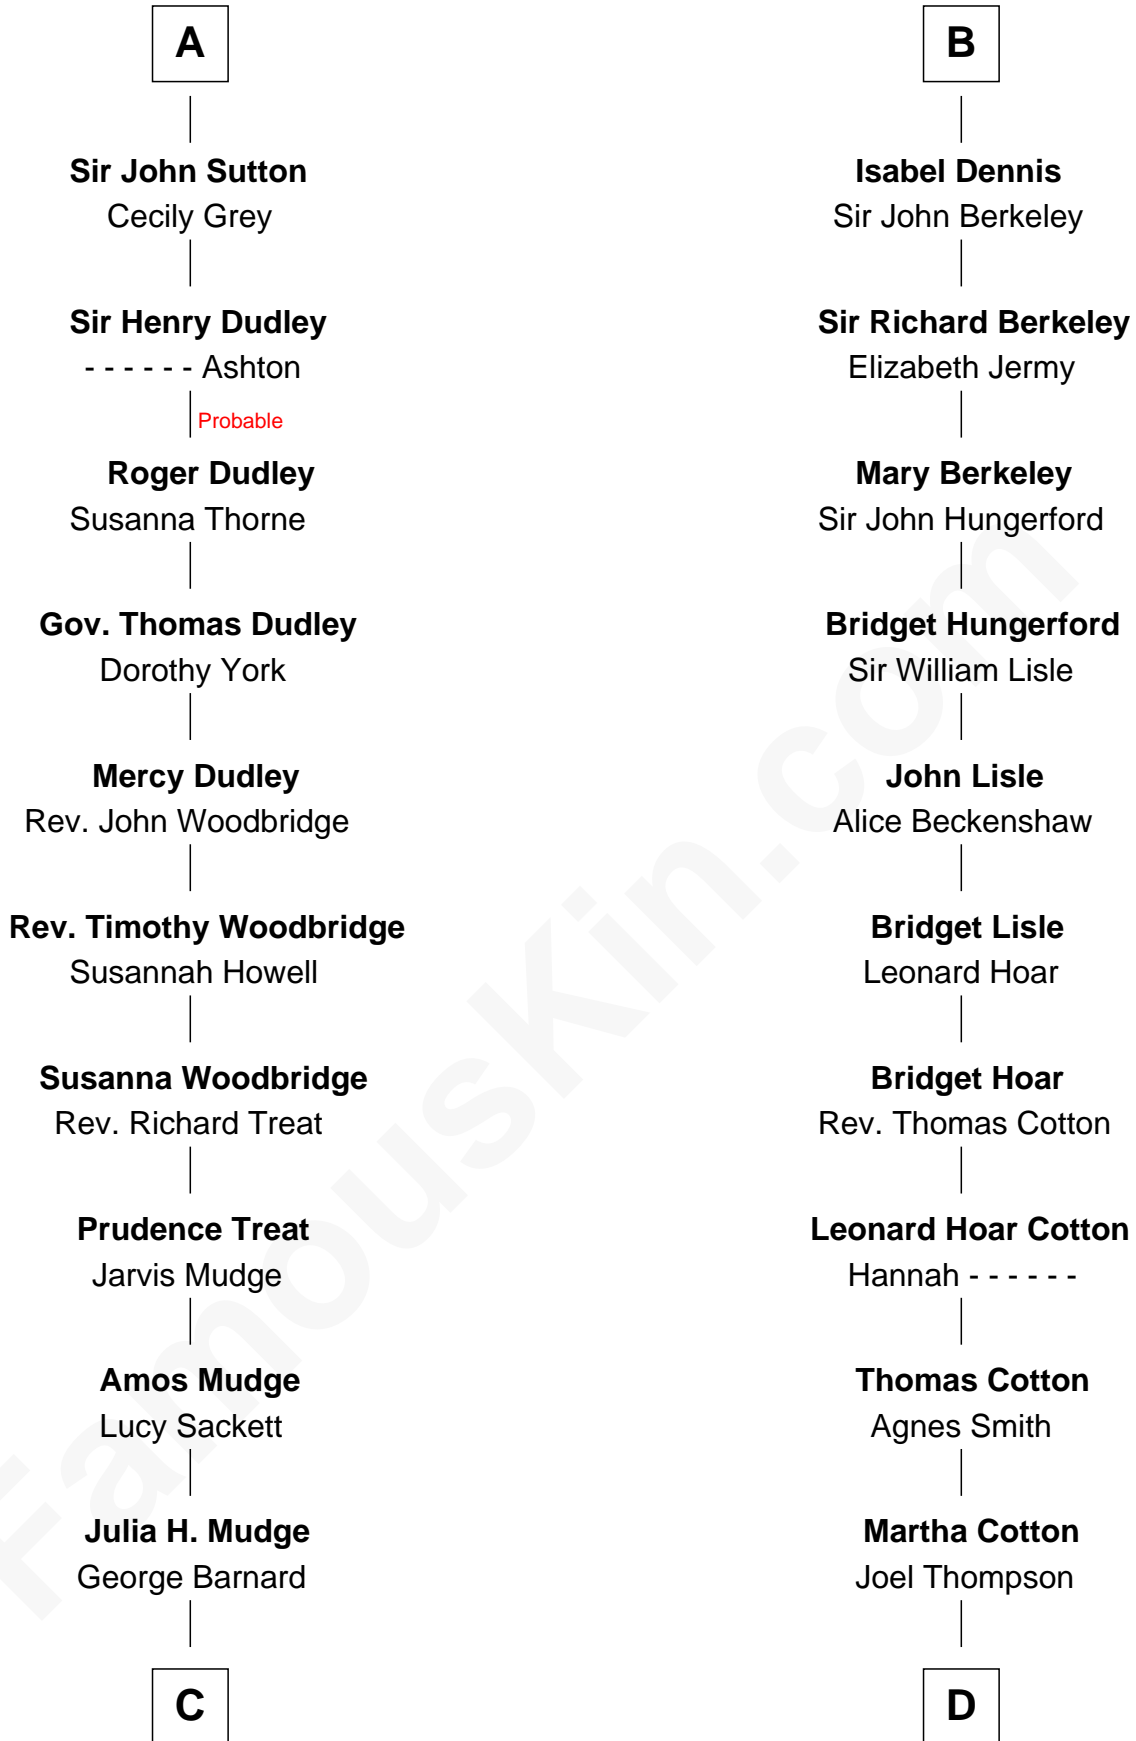 A
Sir John Sutton
Cecily Grey
Sir Henry Dudley
- - - - - - Ashton
Probable
Roger Dudley
Susanna Thorne
Gov. Thomas Dudley
Dorothy York
Mercy Dudley
Rev. John Woodbridge
Rev. Timothy Woodbridge
Susannah Howell
Susanna Woodbridge
Rev. Richard Treat
Prudence Treat
Jarvis Mudge
Amos Mudge
Lucy Sackett
Julia H. Mudge
George Barnard
C
B
Isabel Dennis
Sir John Berkeley
Sir Richard Berkeley
Elizabeth Jermy
Mary Berkeley
Sir John Hungerford
Bridget Hungerford
Sir William Lisle
John Lisle
Alice Beckenshaw
Bridget Lisle
Leonard Hoar
Bridget Hoar
Rev. Thomas Cotton
Leonard Hoar Cotton
Hannah - - - - - -
Thomas Cotton
Agnes Smith
Martha Cotton
Joel Thompson
D
FamousKin.com